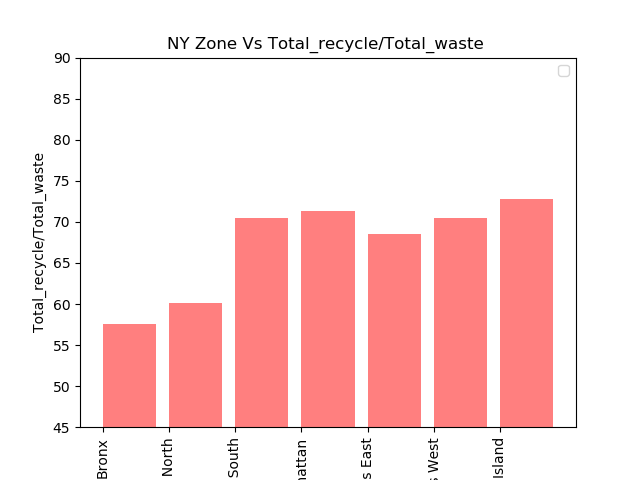 NY Zone Vs Total_recycle/Total_waste
Total_recycle/Total_waste
90
85
80
75
70
65
60
55
50
45
Bronx
North
South
hattan
s East
s West
Island